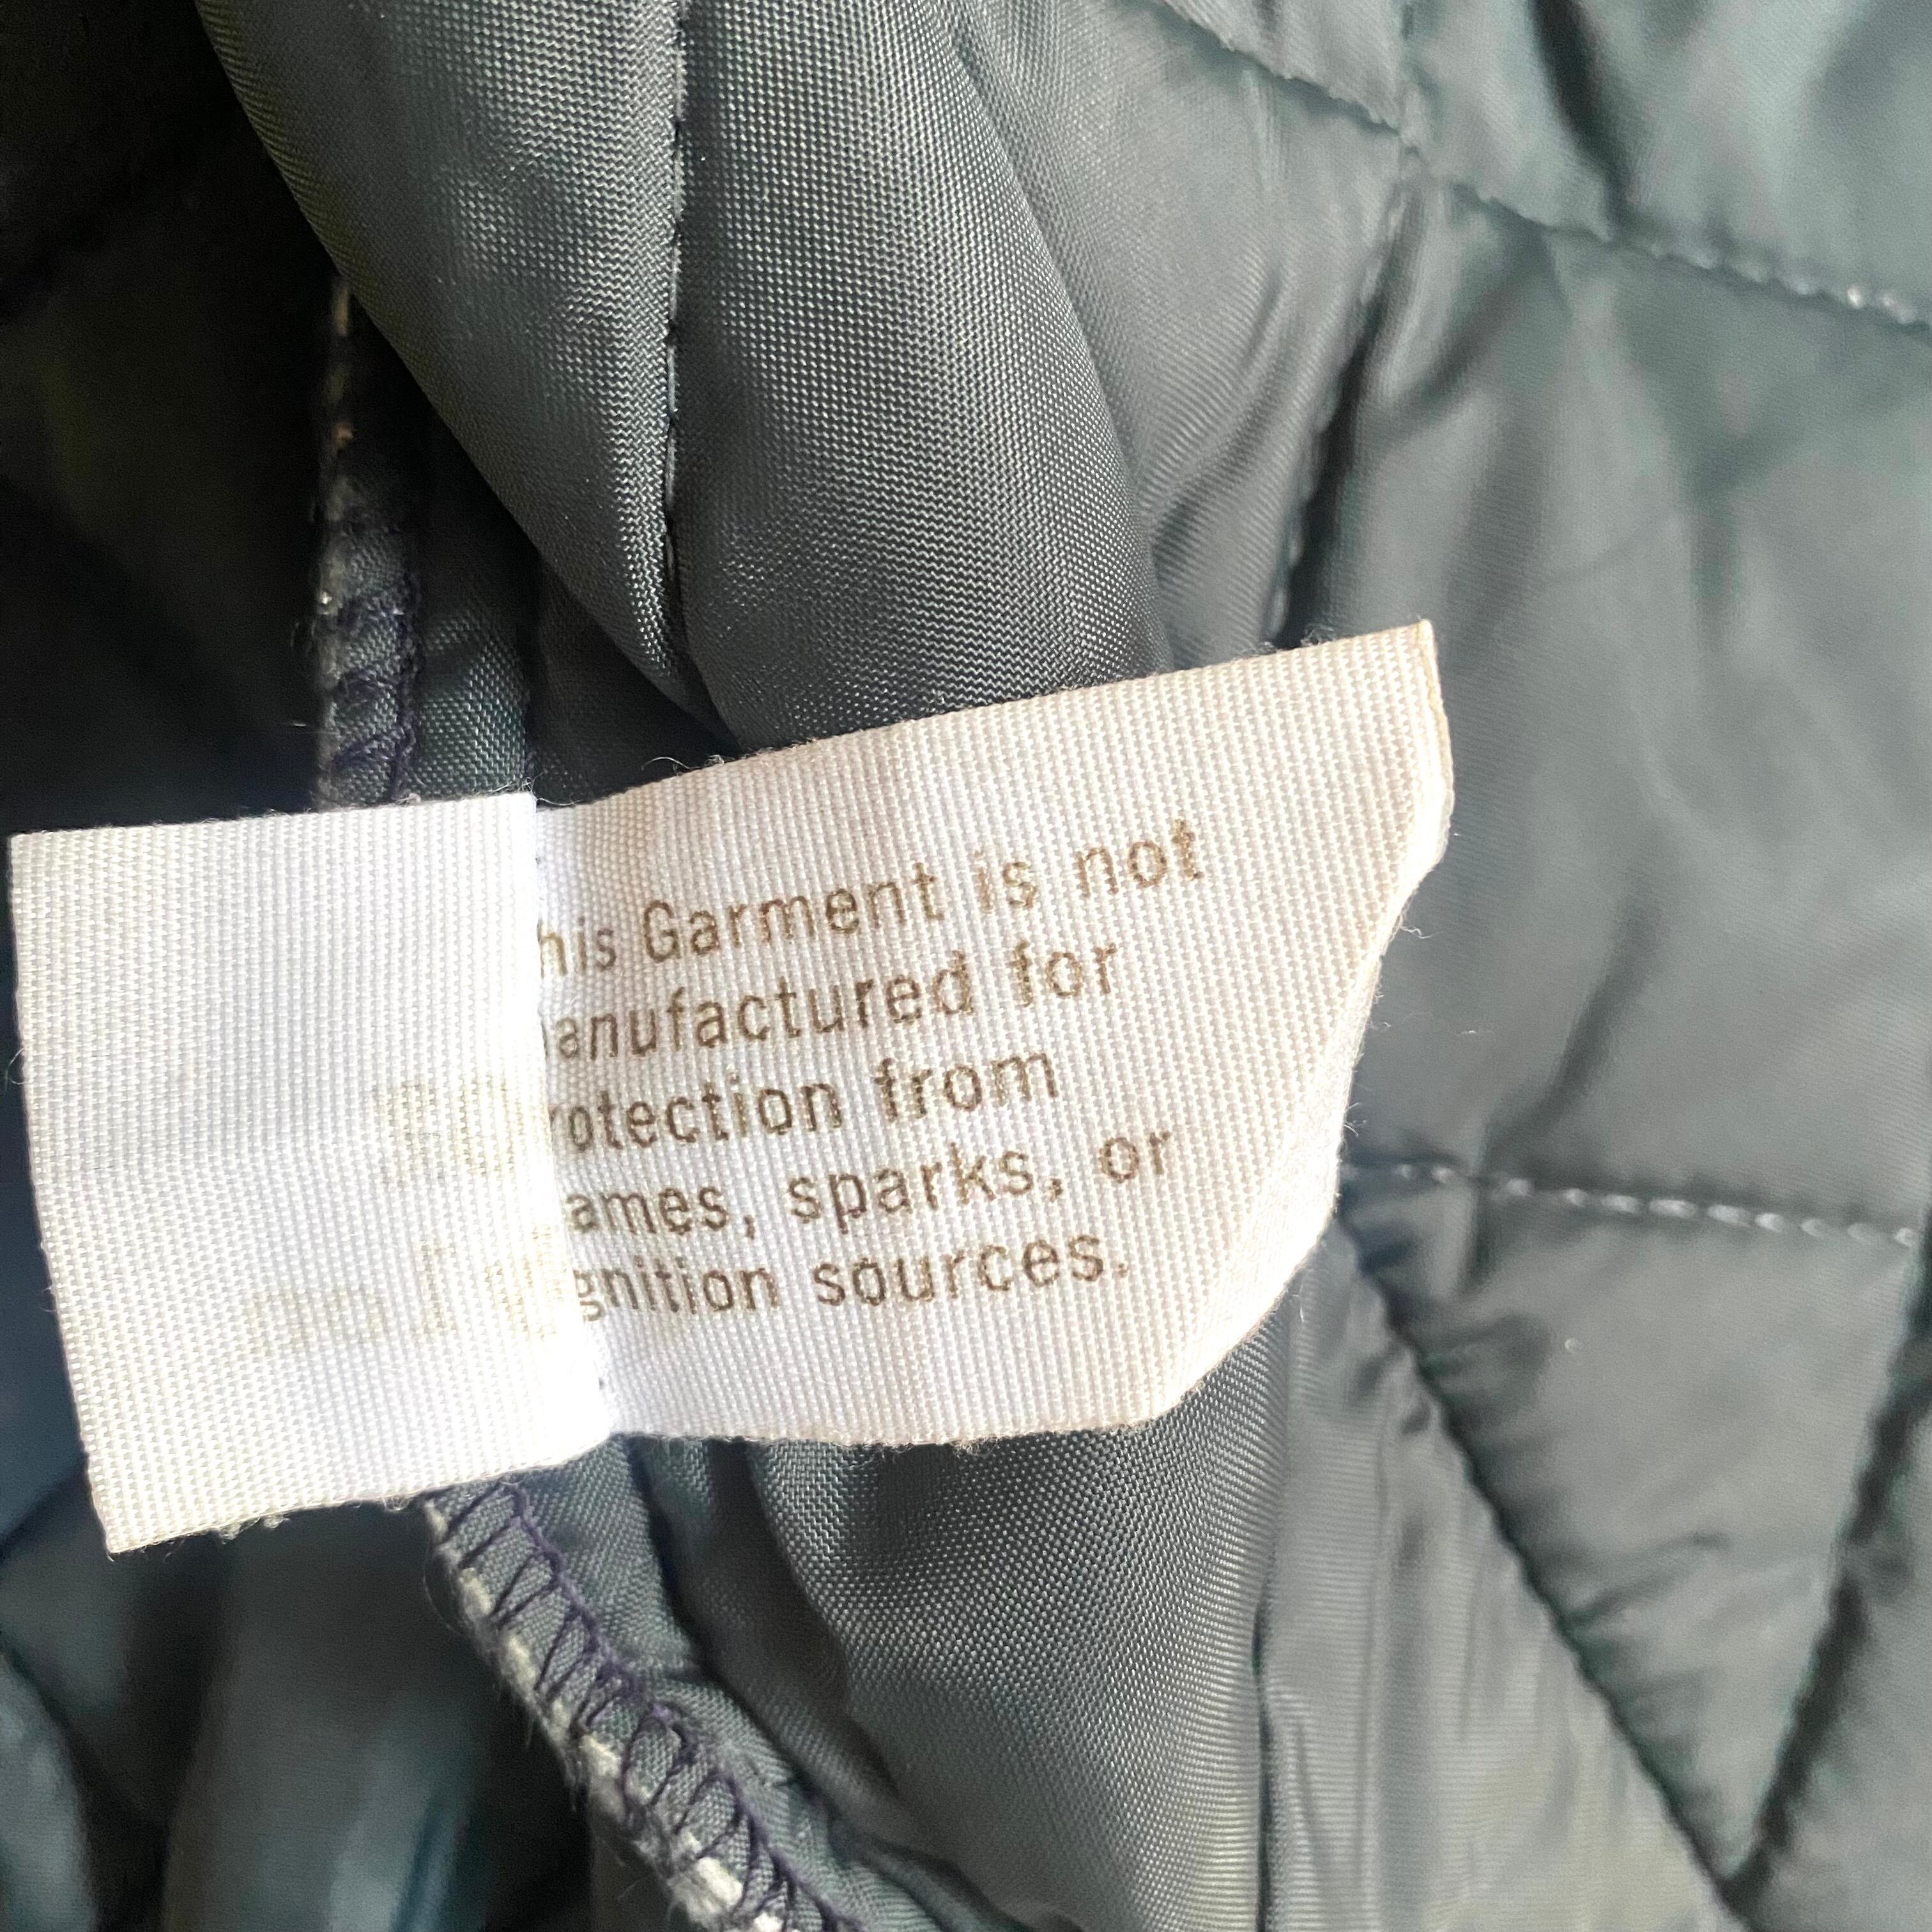 his Garment is not
anufactured for
rotection from
ames, sparks, or
gnition sources.